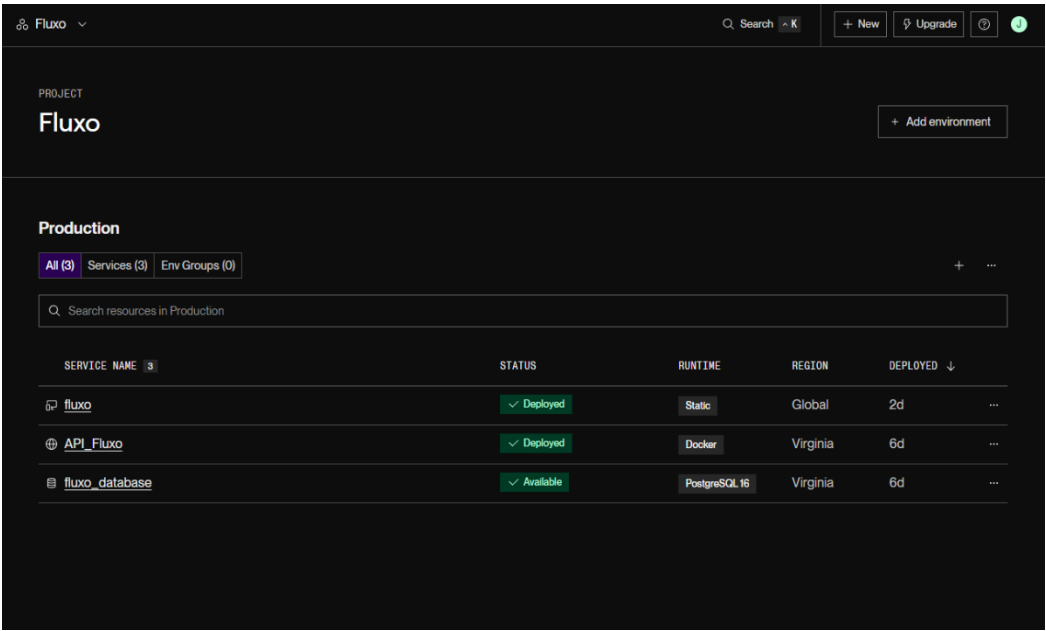 Fluxo Search ^ K + New Upgrade J
PROJECT
Fluxo
+ Add environment
Production
All (3) Services (3) Env Groups (0)
Search resources in Production
SERVICE NAME 3 STATUS RUNTIME REGION DEPLOYED ↓
fluxo ✓ Deployed Static Global 2d
API_Fluxo ✓ Deployed Docker Virginia 6d
fluxo_database ✓ Available PostgreSQL 16 Virginia 6d